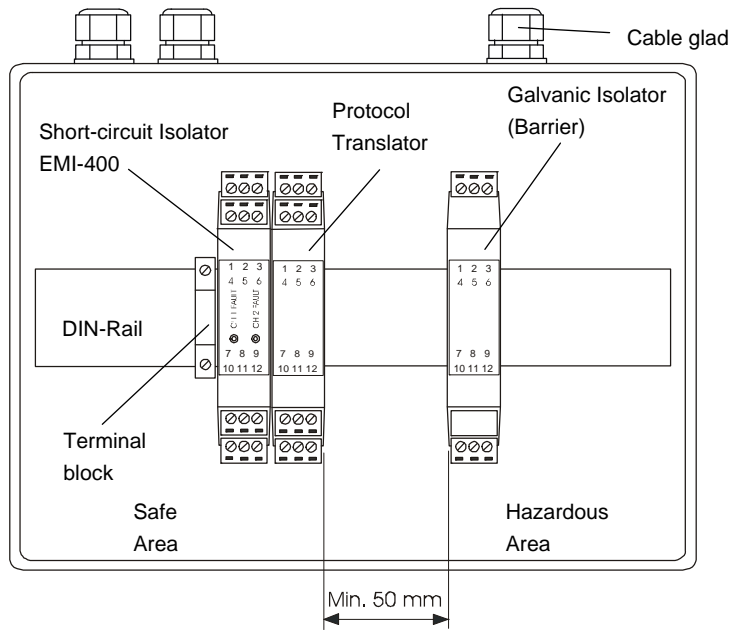 Cable glad
Galvanic Isolator
(Barrier)
Protocol
Translator
Short-circuit Isolator
EMI-400
1 2 3
4 5 6
CH 1 FAULT
CH 2 FAULT
7 8 9
10 11 12
1 2 3
4 5 6
7 8 9
10 11 12
1 2 3
4 5 6
7 8 9
10 11 12
DIN-Rail
Terminal
block
Safe
Area
Hazardous
Area
Min. 50 mm